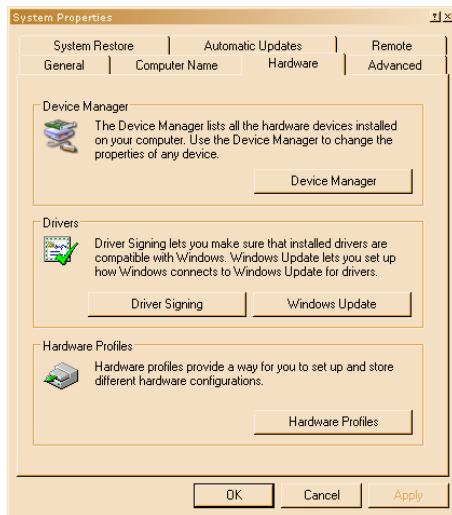 System Properties
System Restore
Automatic Updates
Remote
General
Computer Name
Hardware
Advanced
Device Manager
The Device Manager lists all the hardware devices installed
on your computer. Use the Device Manager to change the
properties of any device.
Device Manager
Drivers
Driver Signing lets you make sure that installed drivers are
compatible with Windows. Windows Update lets you set up
how Windows connects to Windows Update for drivers.
Driver Signing
Windows Update
Hardware Profiles
Hardware profiles provide a way for you to set up and store
different hardware configurations.
Hardware Profiles
OK
Cancel
Apply